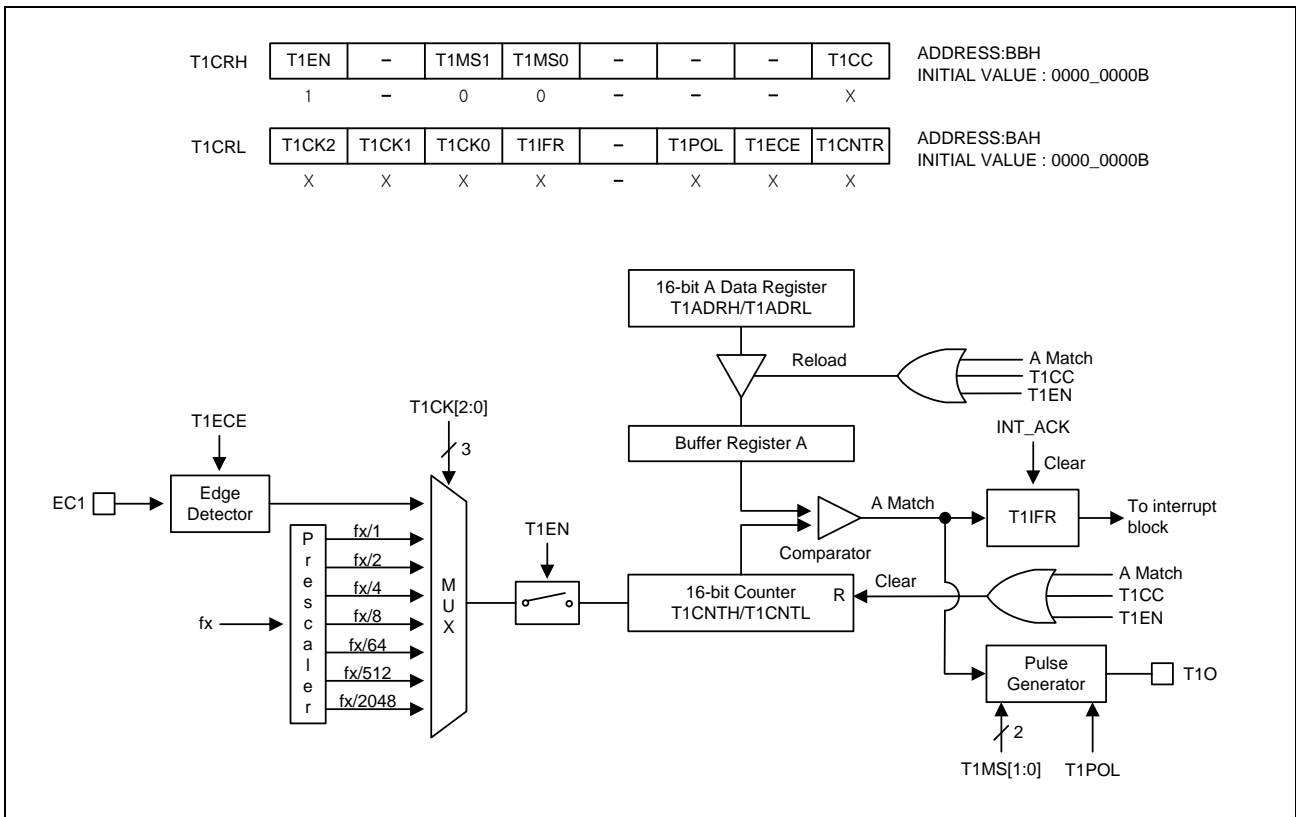 T1CRH T1EN – T1MS1 T1MS0 – – – T1CC ADDRESS:BBH
INITIAL VALUE : 0000_0000B
1 – 0 0 – – – X
T1CRL T1CK2 T1CK1 T1CK0 T1IFR – T1POL T1ECE T1CNTR ADDRESS:BAH
INITIAL VALUE : 0000_0000B
X X X X – X X X
16-bit A Data Register
T1ADRH/T1ADRL
Reload
A Match
T1CC
T1EN
T1CK[2:0]
3
T1ECE
INT_ACK
Clear
Buffer Register A
EC1
Edge
Detector
A Match
T1IFR
To interrupt
block
Comparator
T1EN
Prescaler
fx/1
fx/2
fx/4
fx/8
fx/64
fx/512
fx/2048
fx
MUX
16-bit Counter
T1CNTH/T1CNTL
R
Clear
A Match
T1CC
T1EN
Pulse
Generator
T1O
2
T1MS[1:0]
T1POL